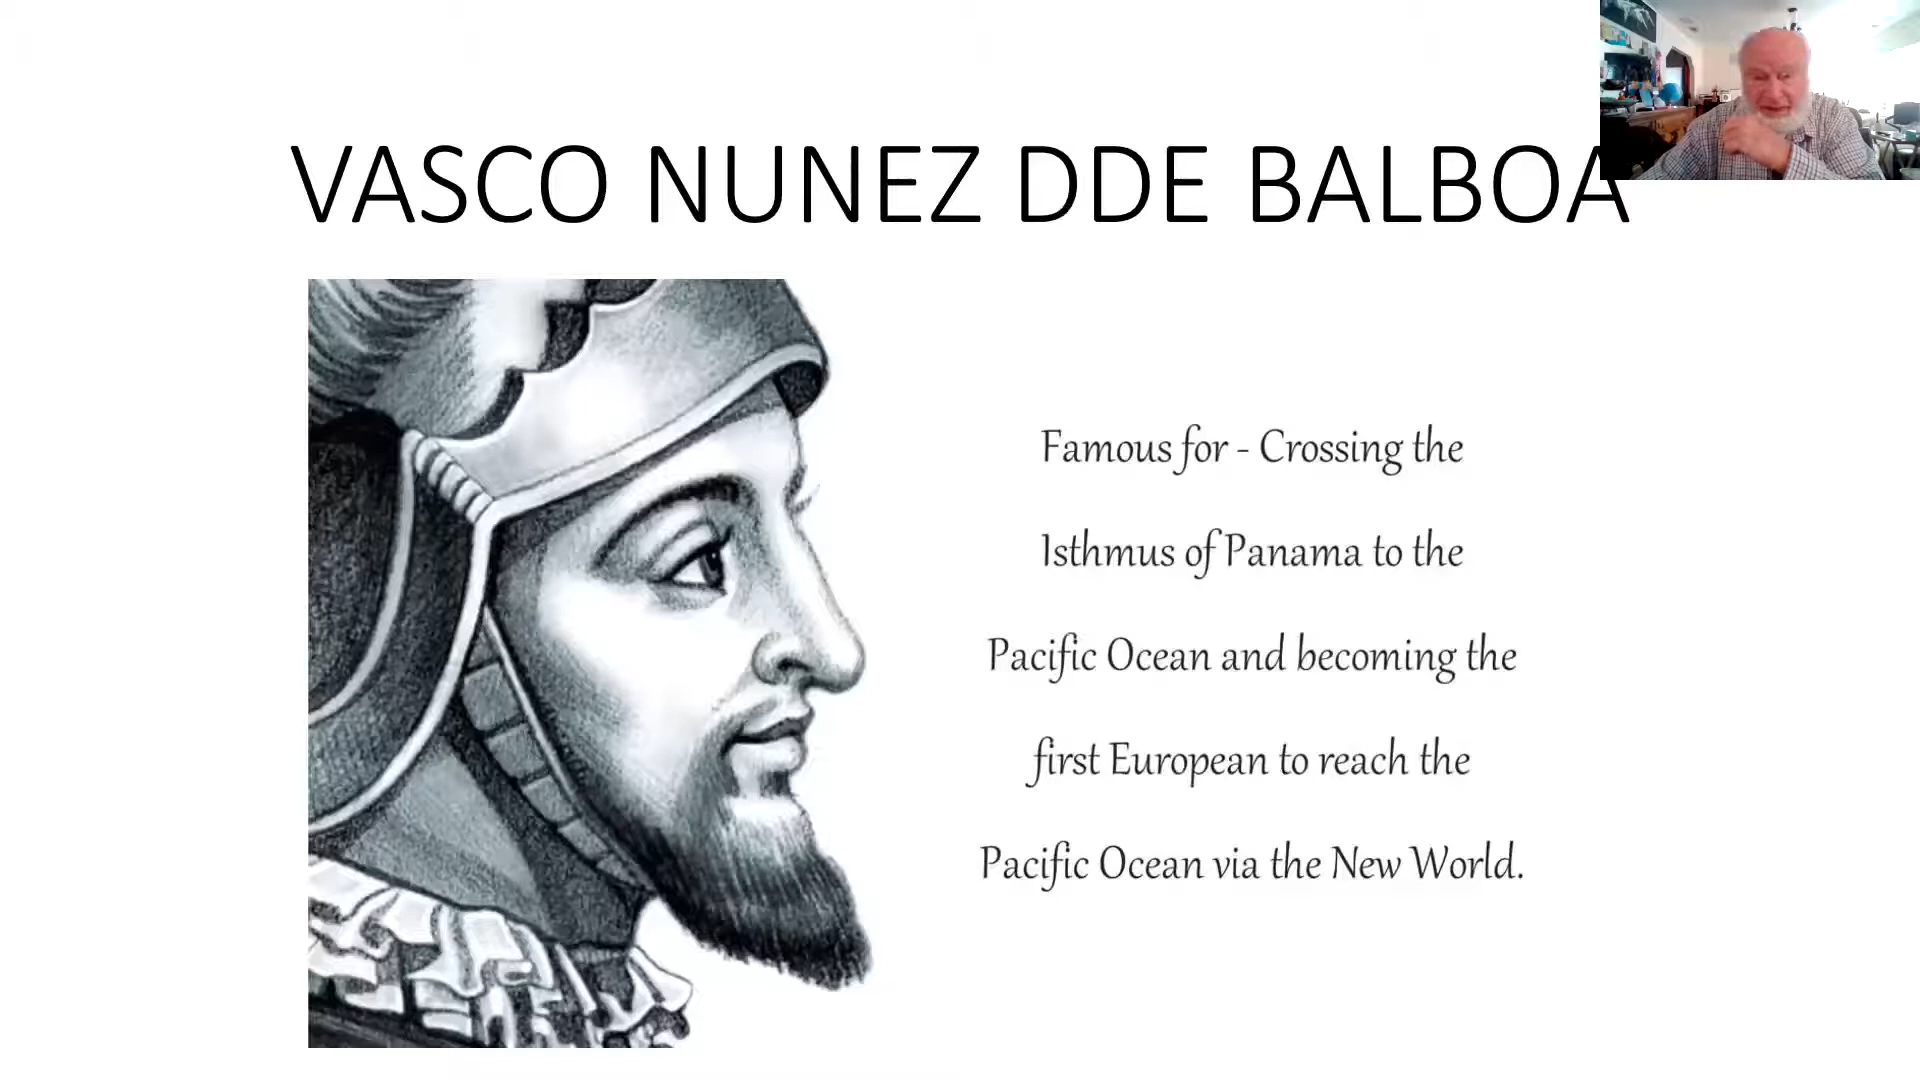 VASCO NUNEZ DDE BALBOA
Famous for - Crossing the
Isthmus of Panama to the
Pacific Ocean and becoming the
first European to reach the
Pacific Ocean via the New World.